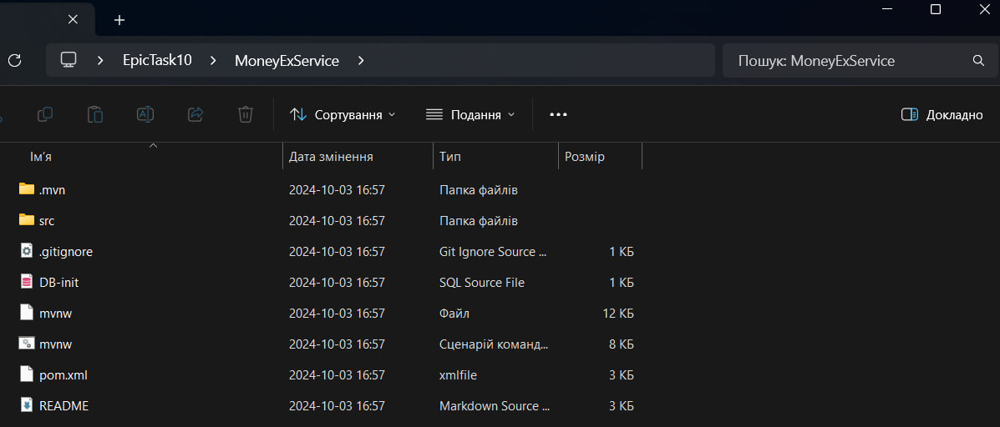 EpicTask10 > MoneyExService >
Пошук: MoneyExService
Сортування
Подання
Докладно
Ім'я Дата змінення Тип Розмір
.mvn 2024-10-03 16:57 Папка файлів
src 2024-10-03 16:57 Папка файлів
.gitignore 2024-10-03 16:57 Git Ignore Source ... 1 КБ
DB-init 2024-10-03 16:57 SQL Source File 1 КБ
mvnw 2024-10-03 16:57 Файл 12 КБ
mvnw 2024-10-03 16:57 Сценарій команд... 8 КБ
pom.xml 2024-10-03 16:57 xmlfile 3 КБ
README 2024-10-03 16:57 Markdown Source ... 3 КБ